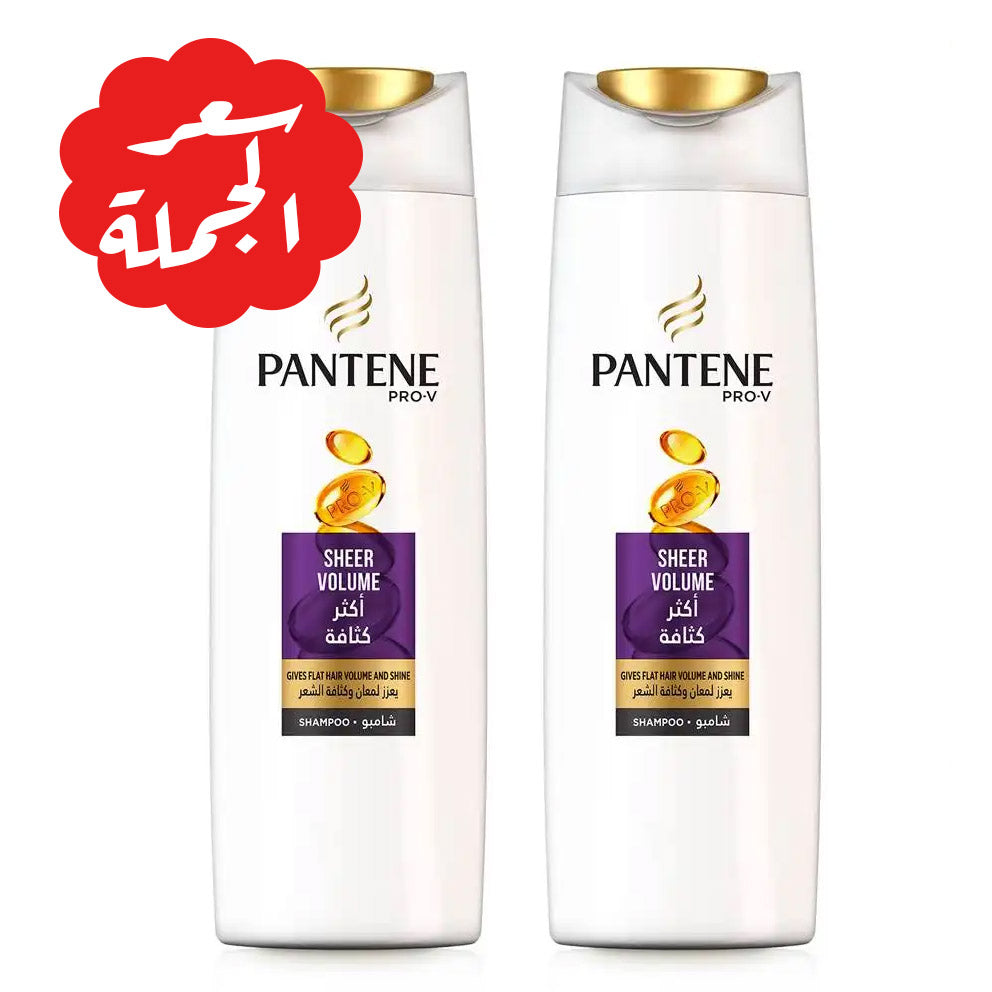 سعر
الجملة
PANTENE
PRO-V
PRO-V
SHEER
VOLUME
أكثر
كثافة
GIVES FLAT HAIR VOLUME AND SHINE
يعزز لمعان وكثافة الشعر
SHAMPOO • شامبو
PANTENE
PRO-V
PRO-V
SHEER
VOLUME
أكثر
كثافة
GIVES FLAT HAIR VOLUME AND SHINE
يعزز لمعان وكثافة الشعر
SHAMPOO • شامبو